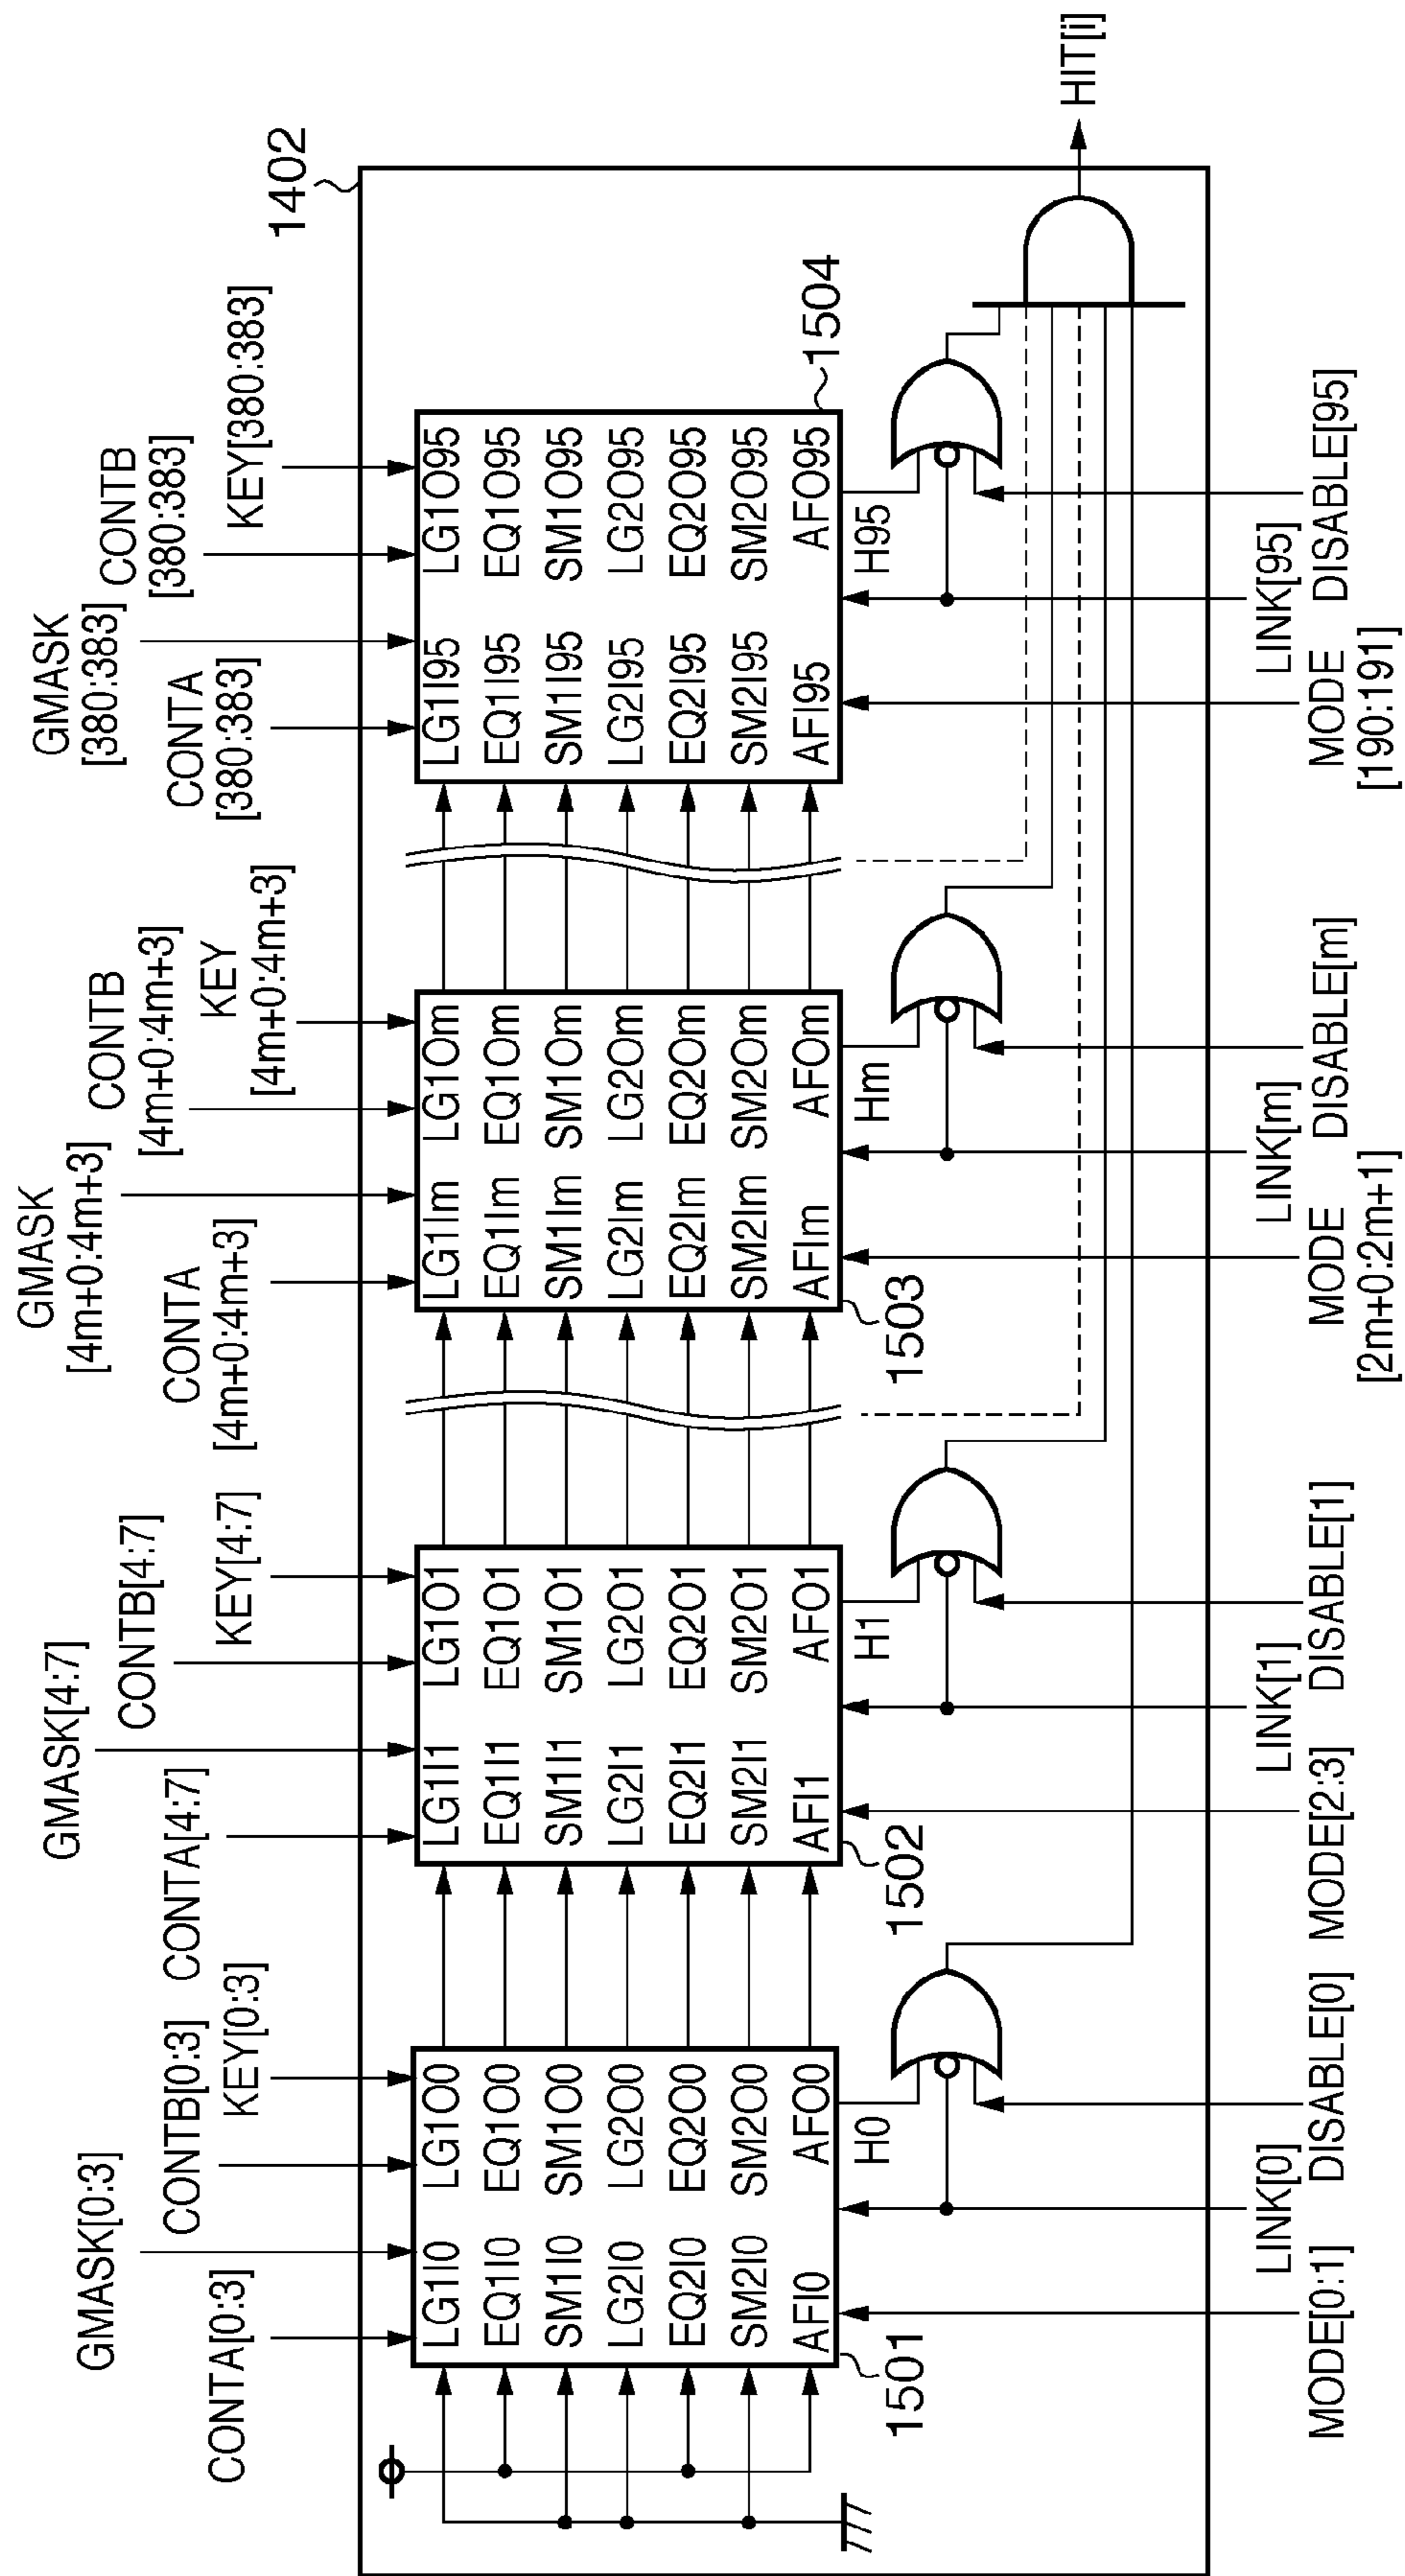 1402
HIT[i]
GMASK[0:3]
CONTA[0:3]
CONTB[0:3]
KEY[0:3]
GMASK[4:7]
CONTA[4:7]
CONTB[4:7]
KEY[4:7]
GMASK
[4m+0:4m+3]
CONTA
[4m+0:4m+3]
CONTB
[4m+0:4m+3]
KEY
[4m+0:4m+3]
GMASK
[380:383]
CONTA
[380:383]
CONTB
[380:383]
KEY[380:383]
LG1I0 LG1O0
EQ1I0 EQ1O0
SM1I0 SM1O0
LG2I0 LG2O0
EQ2I0 EQ2O0
SM2I0 SM2O0
AFI0 AFO0
1501
H0
LG1I1 LG1O1
EQ1I1 EQ1O1
SM1I1 SM1O1
LG2I1 LG2O1
EQ2I1 EQ2O1
SM2I1 SM2O1
AFI1 AFO1
1502
H1
LG1Im LG1Om
EQ1Im EQ1Om
SM1Im SM1Om
LG2Im LG2Om
EQ2Im EQ2Om
SM2Im SM2Om
AFIm AFOm
1503
Hm
LG1I95 LG1O95
EQ1I95 EQ1O95
SM1I95 SM1O95
LG2I95 LG2O95
EQ2I95 EQ2O95
SM2I95 SM2O95
AFI95 AFO95
1504
H95
MODE[0:1]
LINK[0]
DISABLE[0]
MODE[2:3]
LINK[1]
DISABLE[1]
MODE
[2m+0:2m+1]
LINK[m]
DISABLE[m]
MODE
[190:191]
LINK[95]
DISABLE[95]